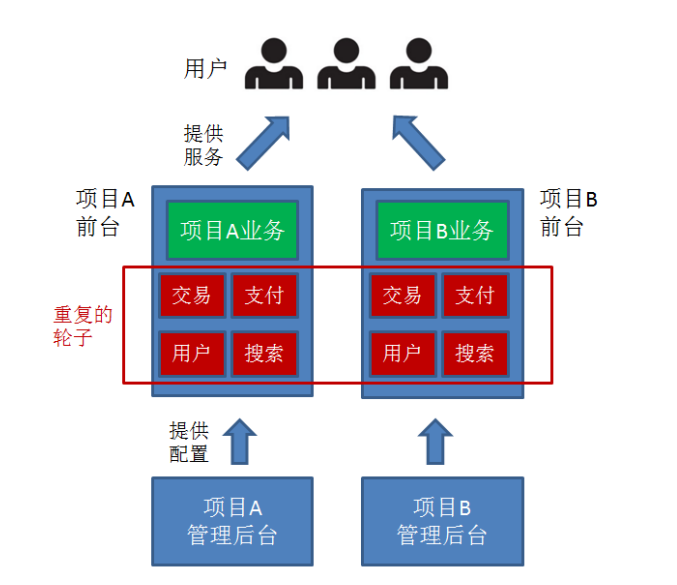 用户
提供
服务
项目A
前台
项目B
前台
项目A业务
项目B业务
交易 支付
交易 支付
重复的
轮子
用户 搜索
用户 搜索
提供
配置
项目A
管理后台
项目B
管理后台